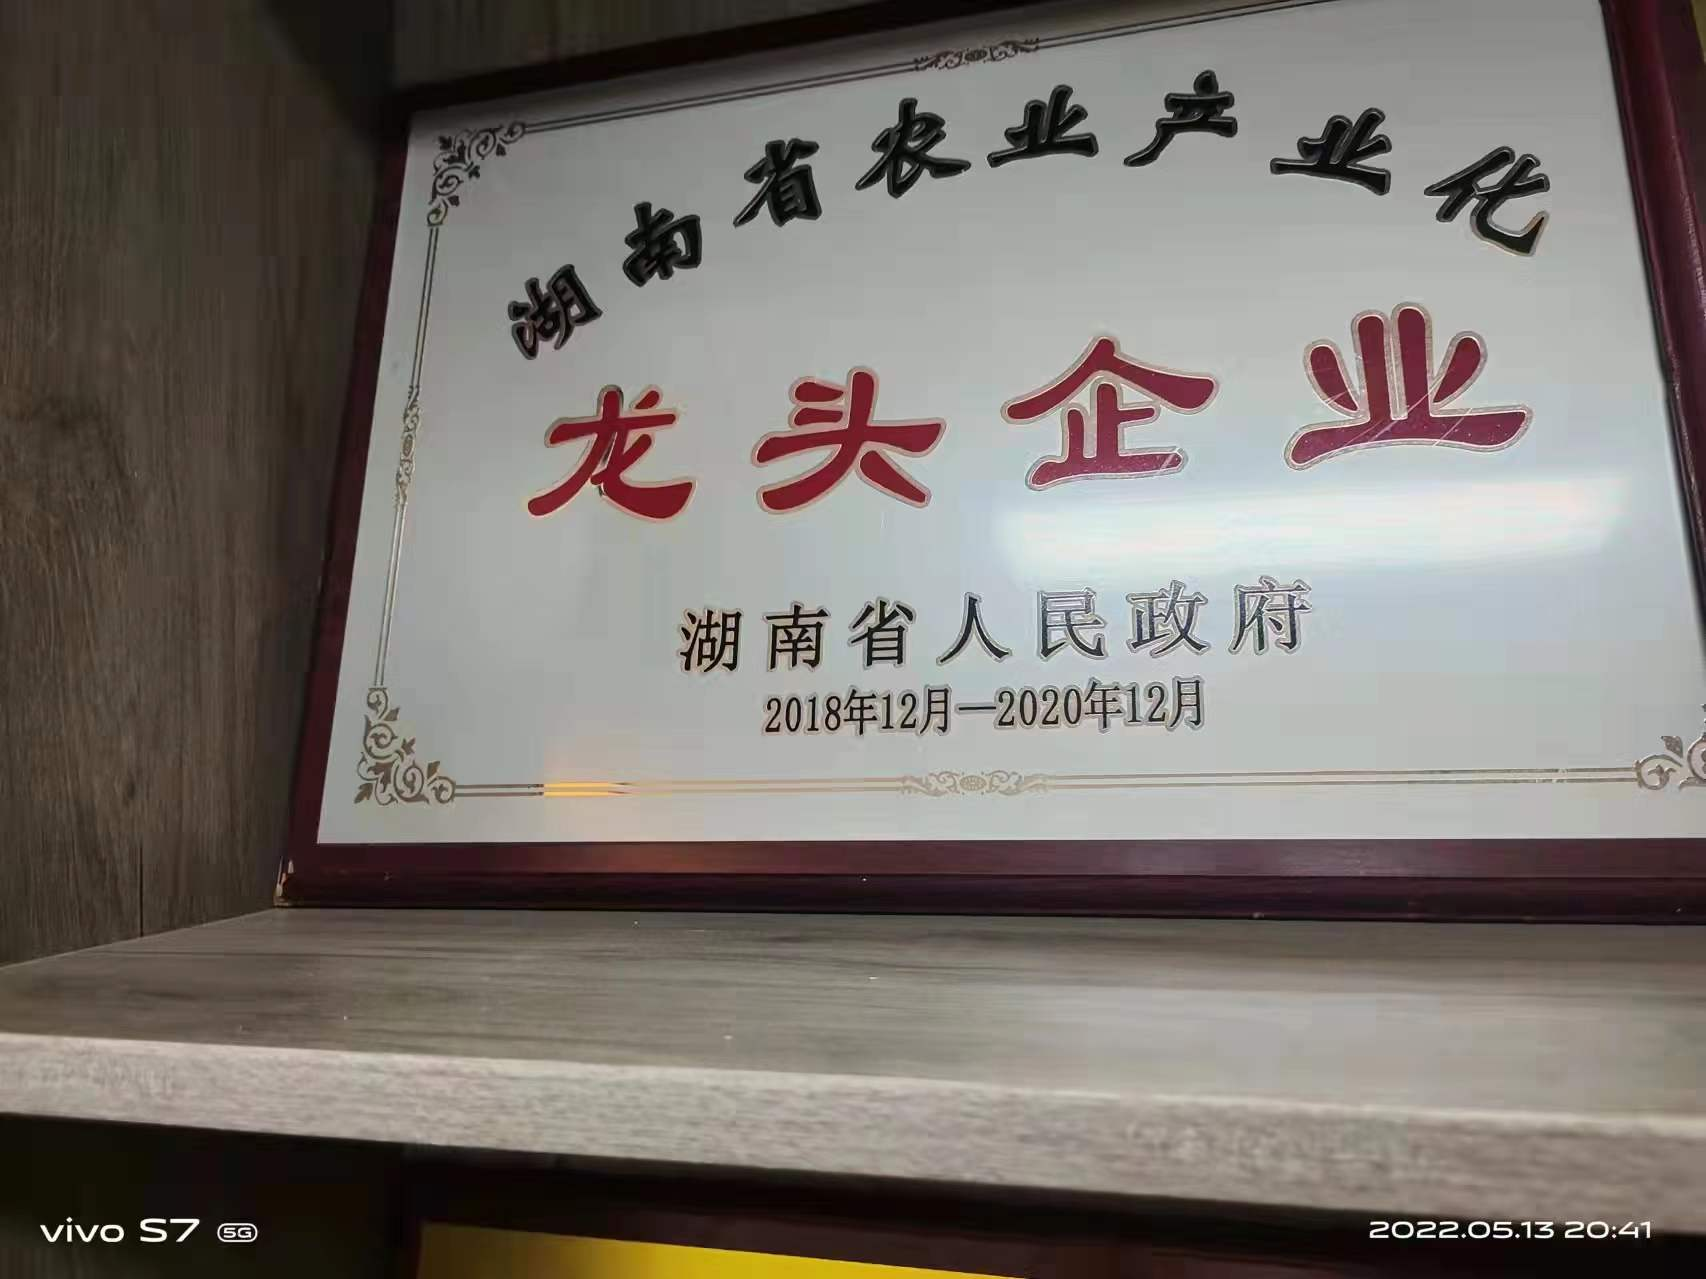 湖南省农业产业化
龙头企业
湖南省人民政府
2018年12月—2020年12月
vivo S7 5G
2022.05.13 20:41